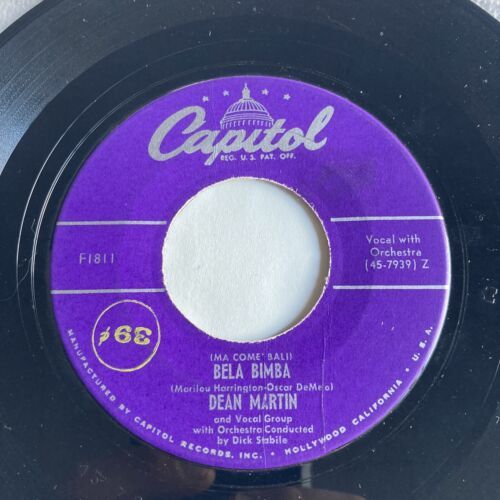 Capitol
REG. U.S. PAT. OFF.
F1811
Vocal with
Orchestra
(45-7939) Z
39¢
(MA COME' BALI)
BELA BIMBA
(Marilou Harrington-Oscar DeMejo)
DEAN MARTIN
and Vocal Group
with Orchestra Conducted
by Dick Stabile
MANUFACTURED BY CAPITOL RECORDS, INC. • HOLLYWOOD CALIFORNIA • U.S.A.